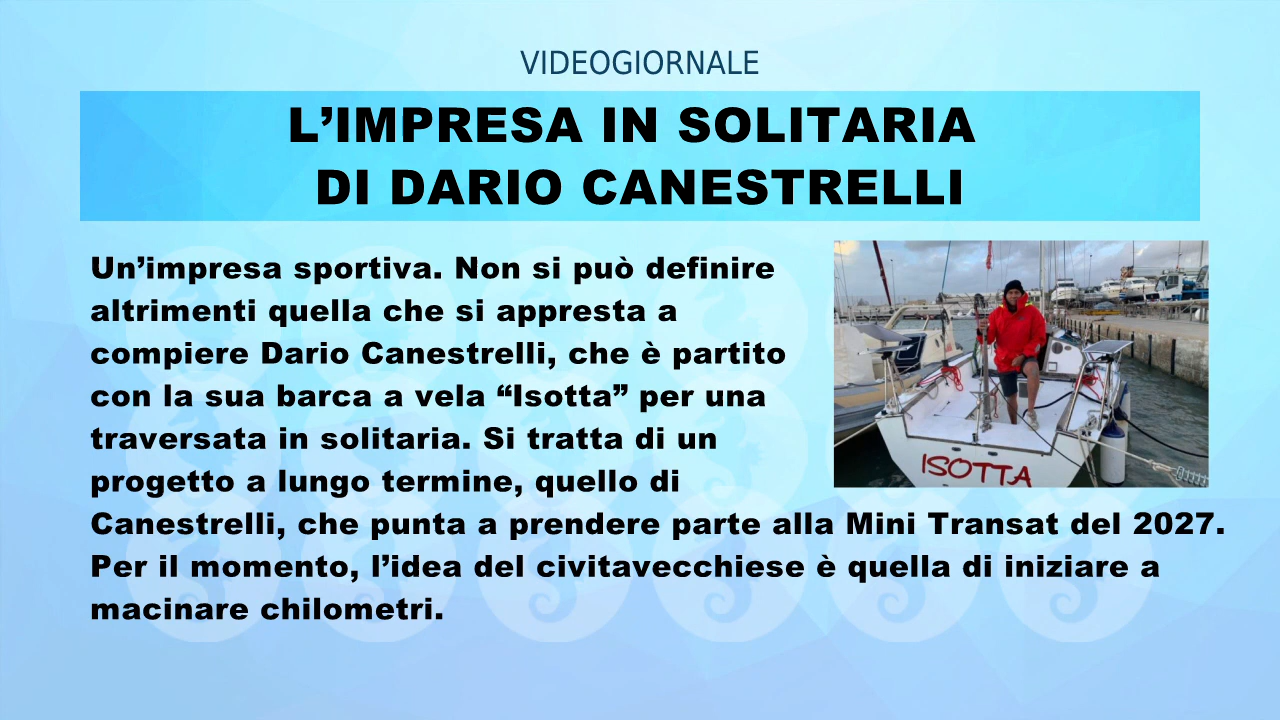 VIDEOGIORNALE
L’IMPRESA IN SOLITARIA
DI DARIO CANESTRELLI
Un’impresa sportiva. Non si può definire
altrimenti quella che si appresta a
compiere Dario Canestrelli, che è partito
con la sua barca a vela “Isotta” per una
traversata in solitaria. Si tratta di un
progetto a lungo termine, quello di
Canestrelli, che punta a prendere parte alla Mini Transat del 2027.
Per il momento, l’idea del civitavecchiese è quella di iniziare a
macinare chilometri.
ISOTTA